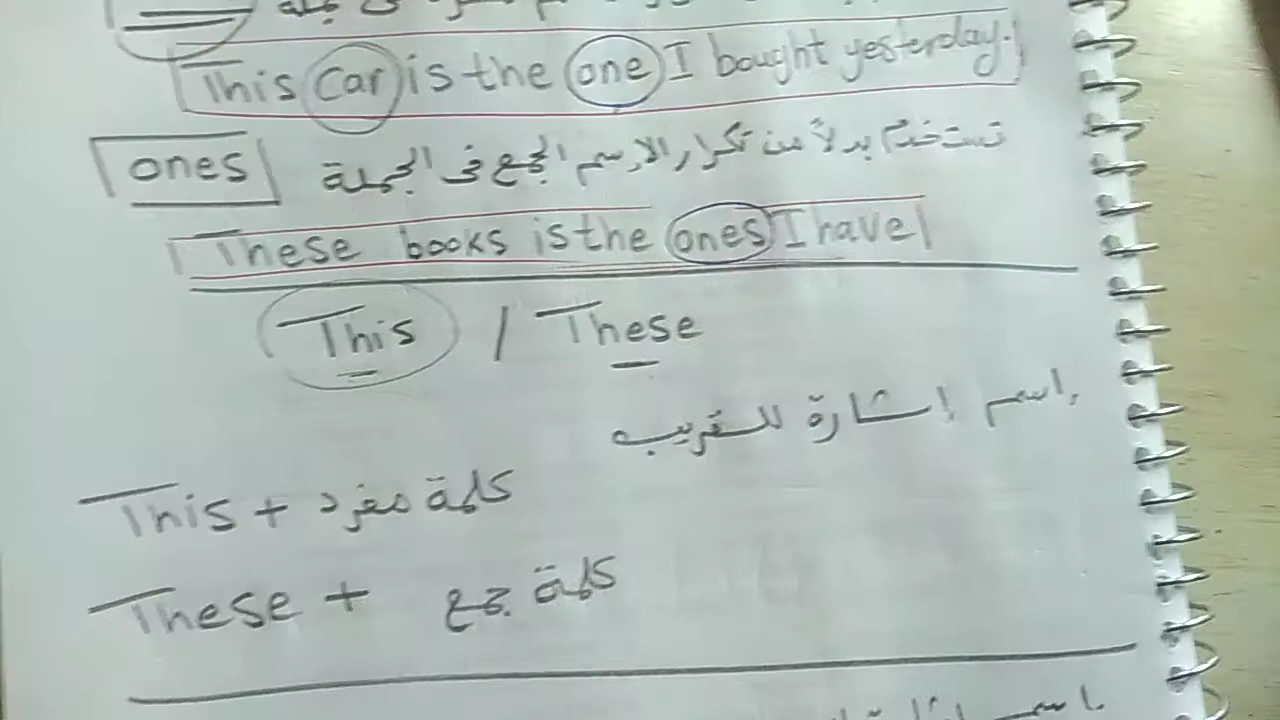 This car is the one I bought yesterday.
ones تستخدم بدلاً من تكرار الاسم الجمع فى الجملة
These books is the ones I have
This / These
اسم إشارة للقريب
This + كلمة مفرد
These + كلمة جمع